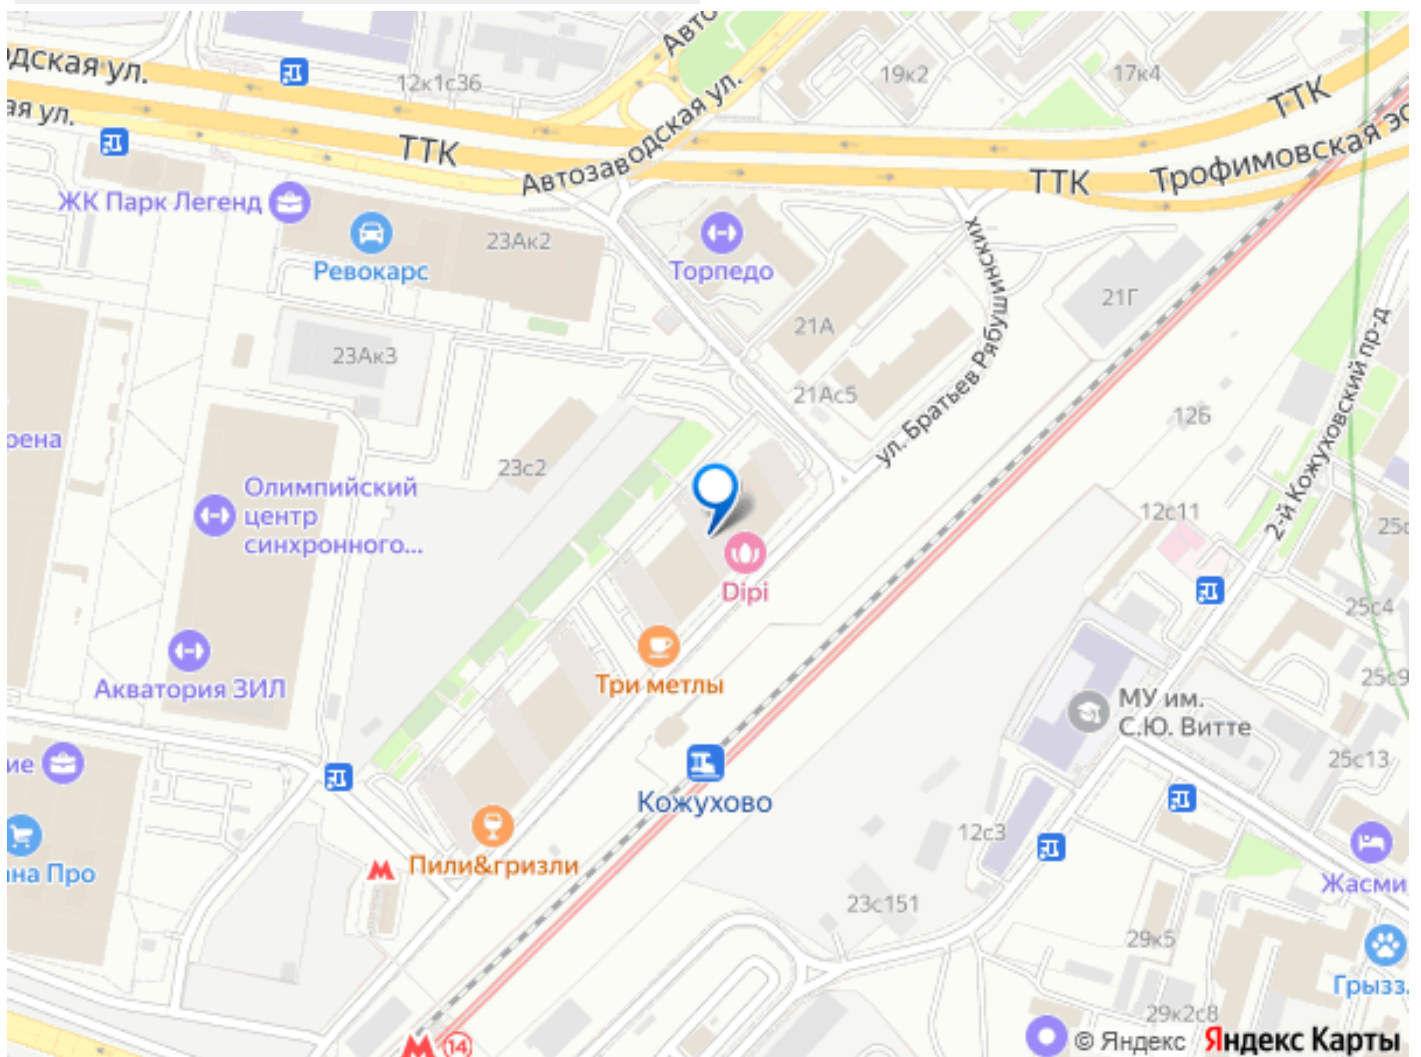 Авто
одская ул.
12к1с36
19к2
17к4
ТТК
ая ул.
ТТК
Автозаводская ул.
ТТК
Трофимовская эс
ЖК Парк Легенд
23Ак2
Торпедо
Ревокарс
21Г
21А
23Ак3
21Ас5
ул. Братьев Рябушинских
2-й Кожуховский пр-д
12б
рена
23с2
Олимпийский
центр
синхронного...
12с11
25с
Dipi
25с4
Три метлы
Акватория ЗИЛ
25с9
МУ им.
С.Ю. Витте
25с13
ие
Кожухово
12с3
Пили&гризли
на Про
Жасми
23с151
29к5
Грызз.
29к2с8
14
© Яндекс Яндекс Карты